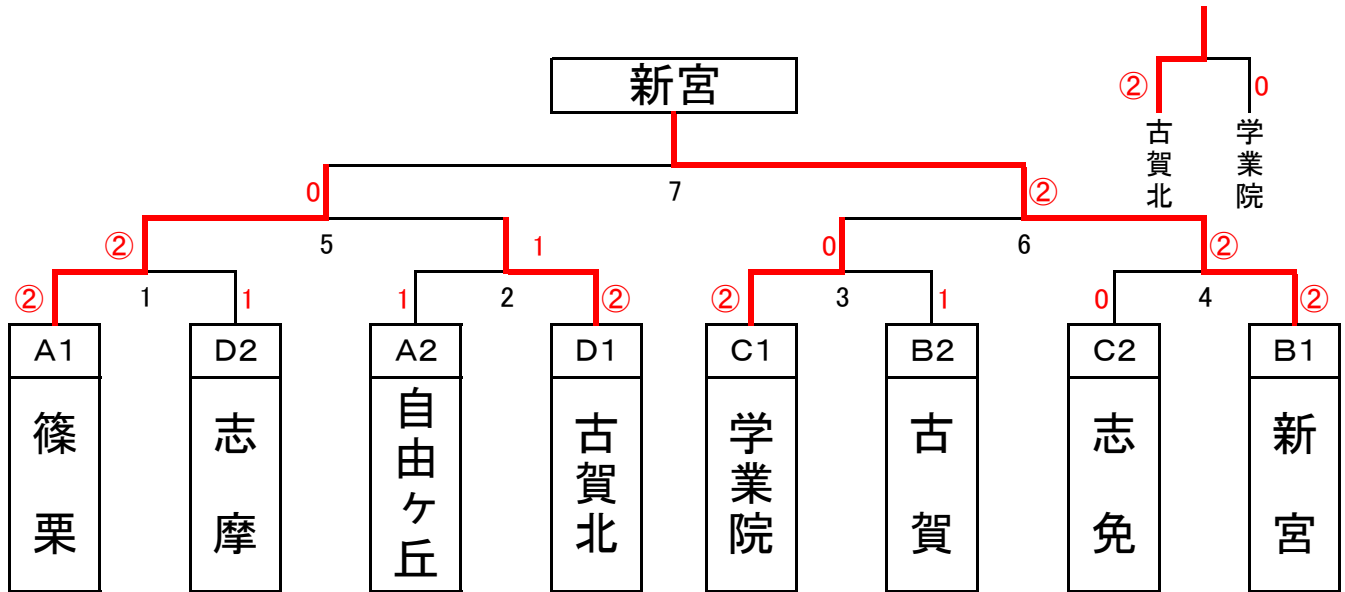 新宮
② 0
古賀北 学業院
0 7 ②
② 5 1 0 6 ②
② 1 1 1 2 ② ② 3 1 0 4 ②
A1 D2 A2 D1 C1 B2 C2 B1
篠栗 志摩 自由ヶ丘 古賀北 学業院 古賀 志免 新宮